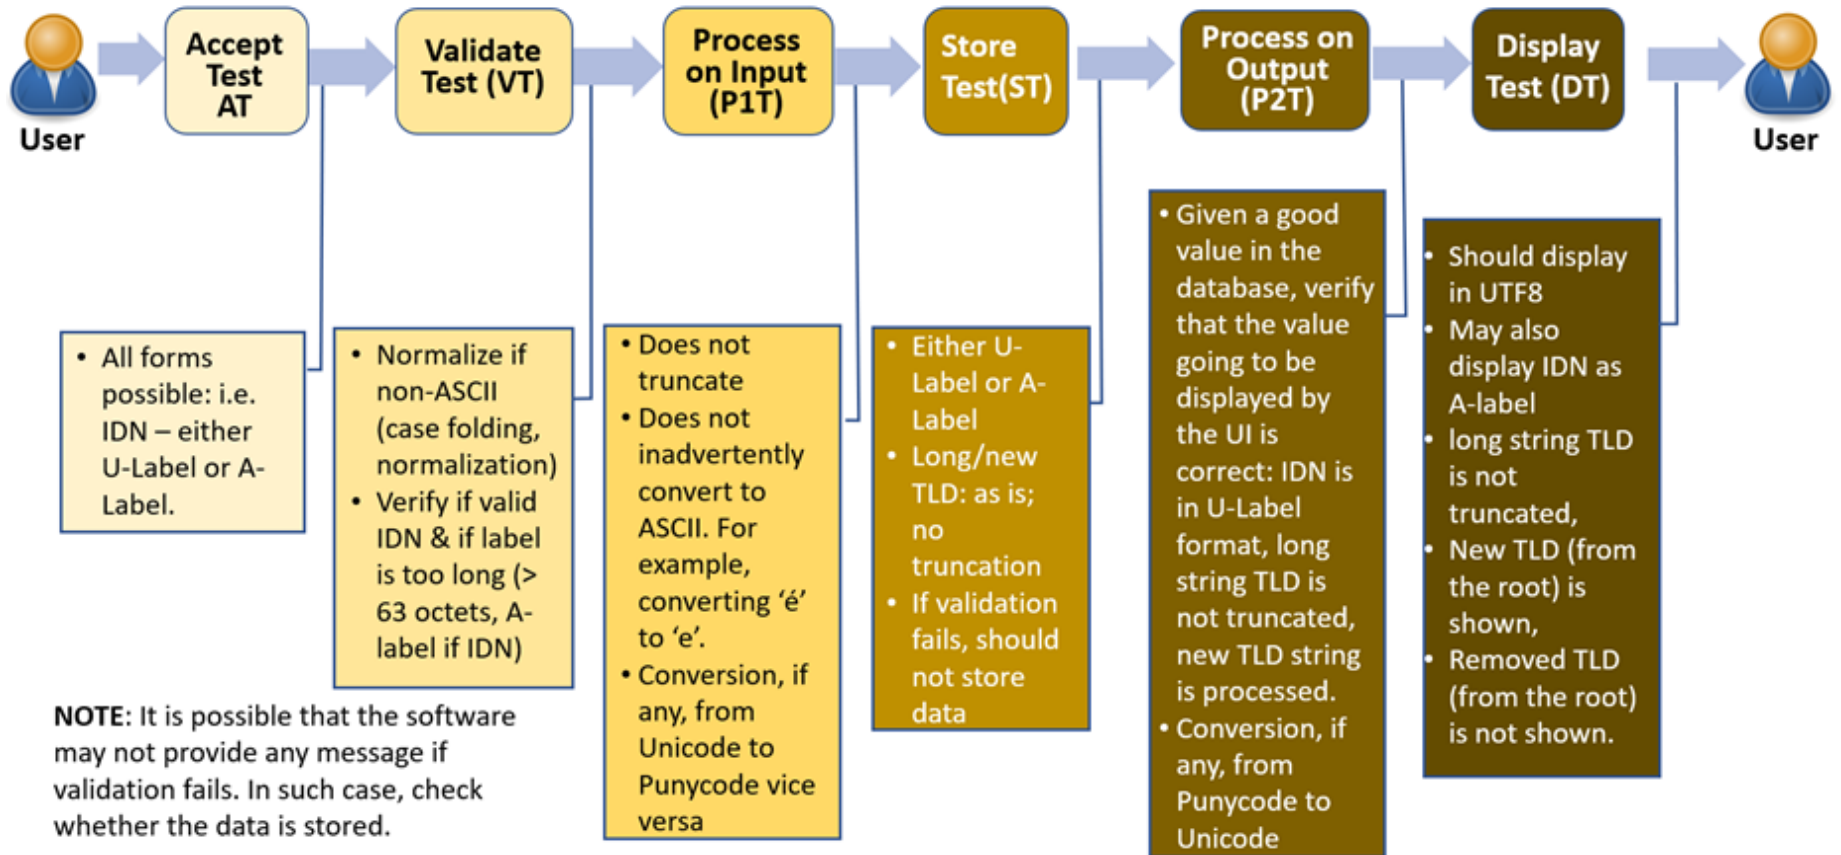 User
Accept
Test
AT
Validate
Test (VT)
Process
on Input
(P1T)
Store
Test(ST)
Process on
Output
(P2T)
Display
Test (DT)
User
• All forms
possible: i.e.
IDN – either
U-Label or A-
Label.
• Normalize if
non-ASCII
(case folding,
normalization)
• Verify if valid
IDN & if label
is too long (>
63 octets, A-
label if IDN)
• Does not
truncate
• Does not
inadvertently
convert to
ASCII. For
example,
converting ‘é’
to ‘e’.
• Conversion, if
any, from
Unicode to
Punycode vice
versa
• Either U-
Label or A-
Label
• Long/new
TLD: as is;
no
truncation
• If validation
fails, should
not store
data
• Given a good
value in the
database, verify
that the value
going to be
displayed by
the UI is
correct: IDN is
in U-Label
format, long
string TLD is
not truncated,
new TLD string
is processed.
• Conversion, if
any, from
Punycode to
Unicode
• Should display
in UTF8
• May also
display IDN as
A-label
• long string TLD
is not
truncated,
• New TLD (from
the root) is
shown,
• Removed TLD
(from the root)
is not shown.
NOTE: It is possible that the software
may not provide any message if
validation fails. In such case, check
whether the data is stored.